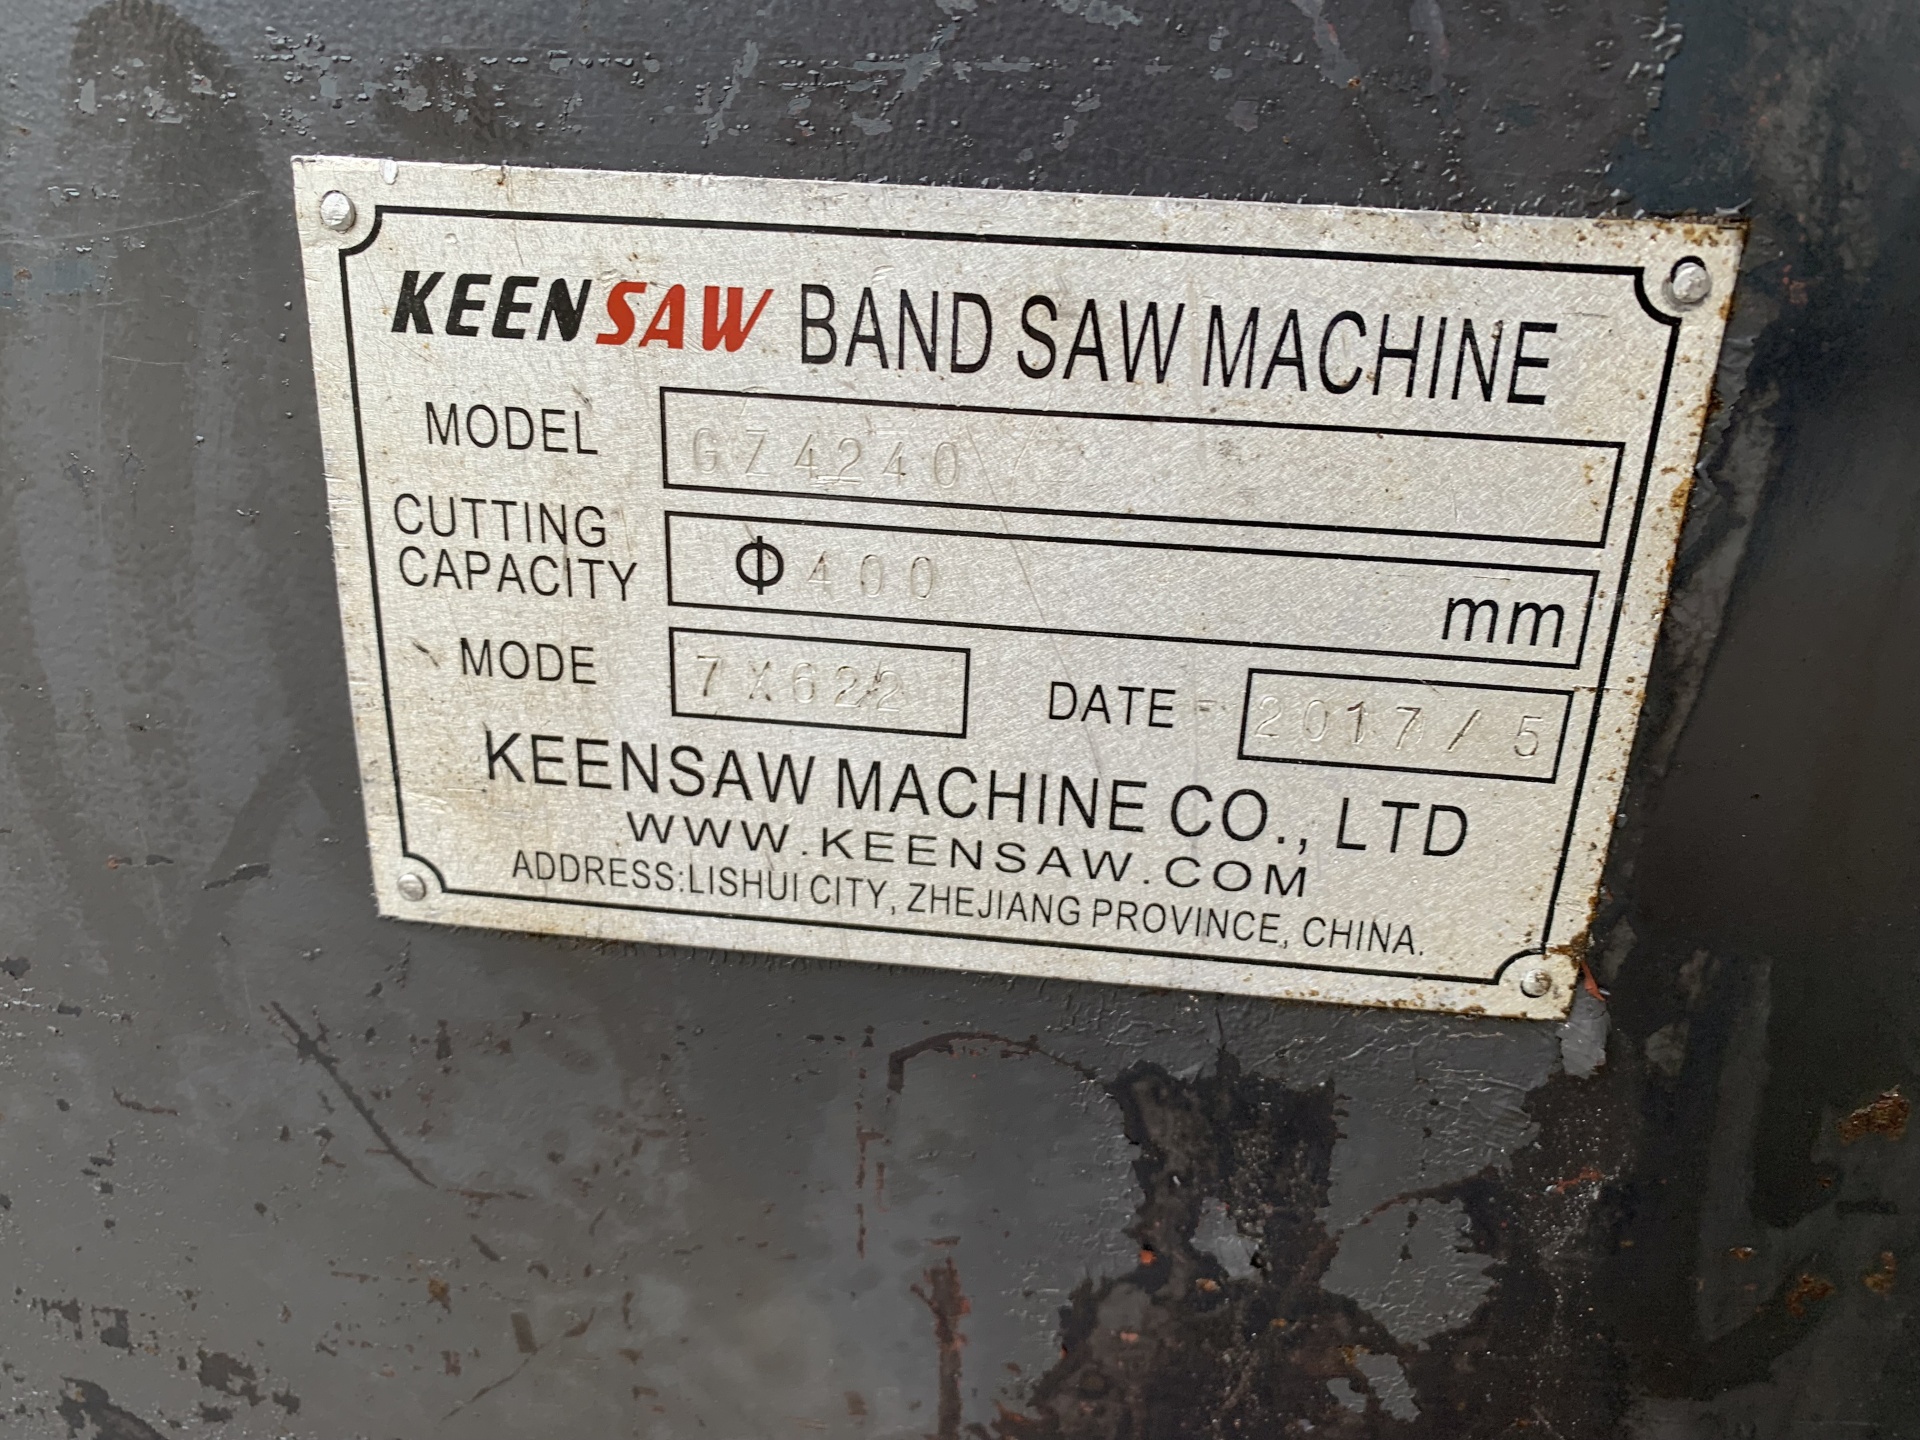 KEENSAW BAND SAW MACHINE
MODEL GZ4240
CUTTING CAPACITY Φ 400 mm
MODE 7X622 DATE 2017/5
KEENSAW MACHINE CO., LTD
WWW.KEENSAW.COM
ADDRESS:LISHUI CITY, ZHEJIANG PROVINCE, CHINA.